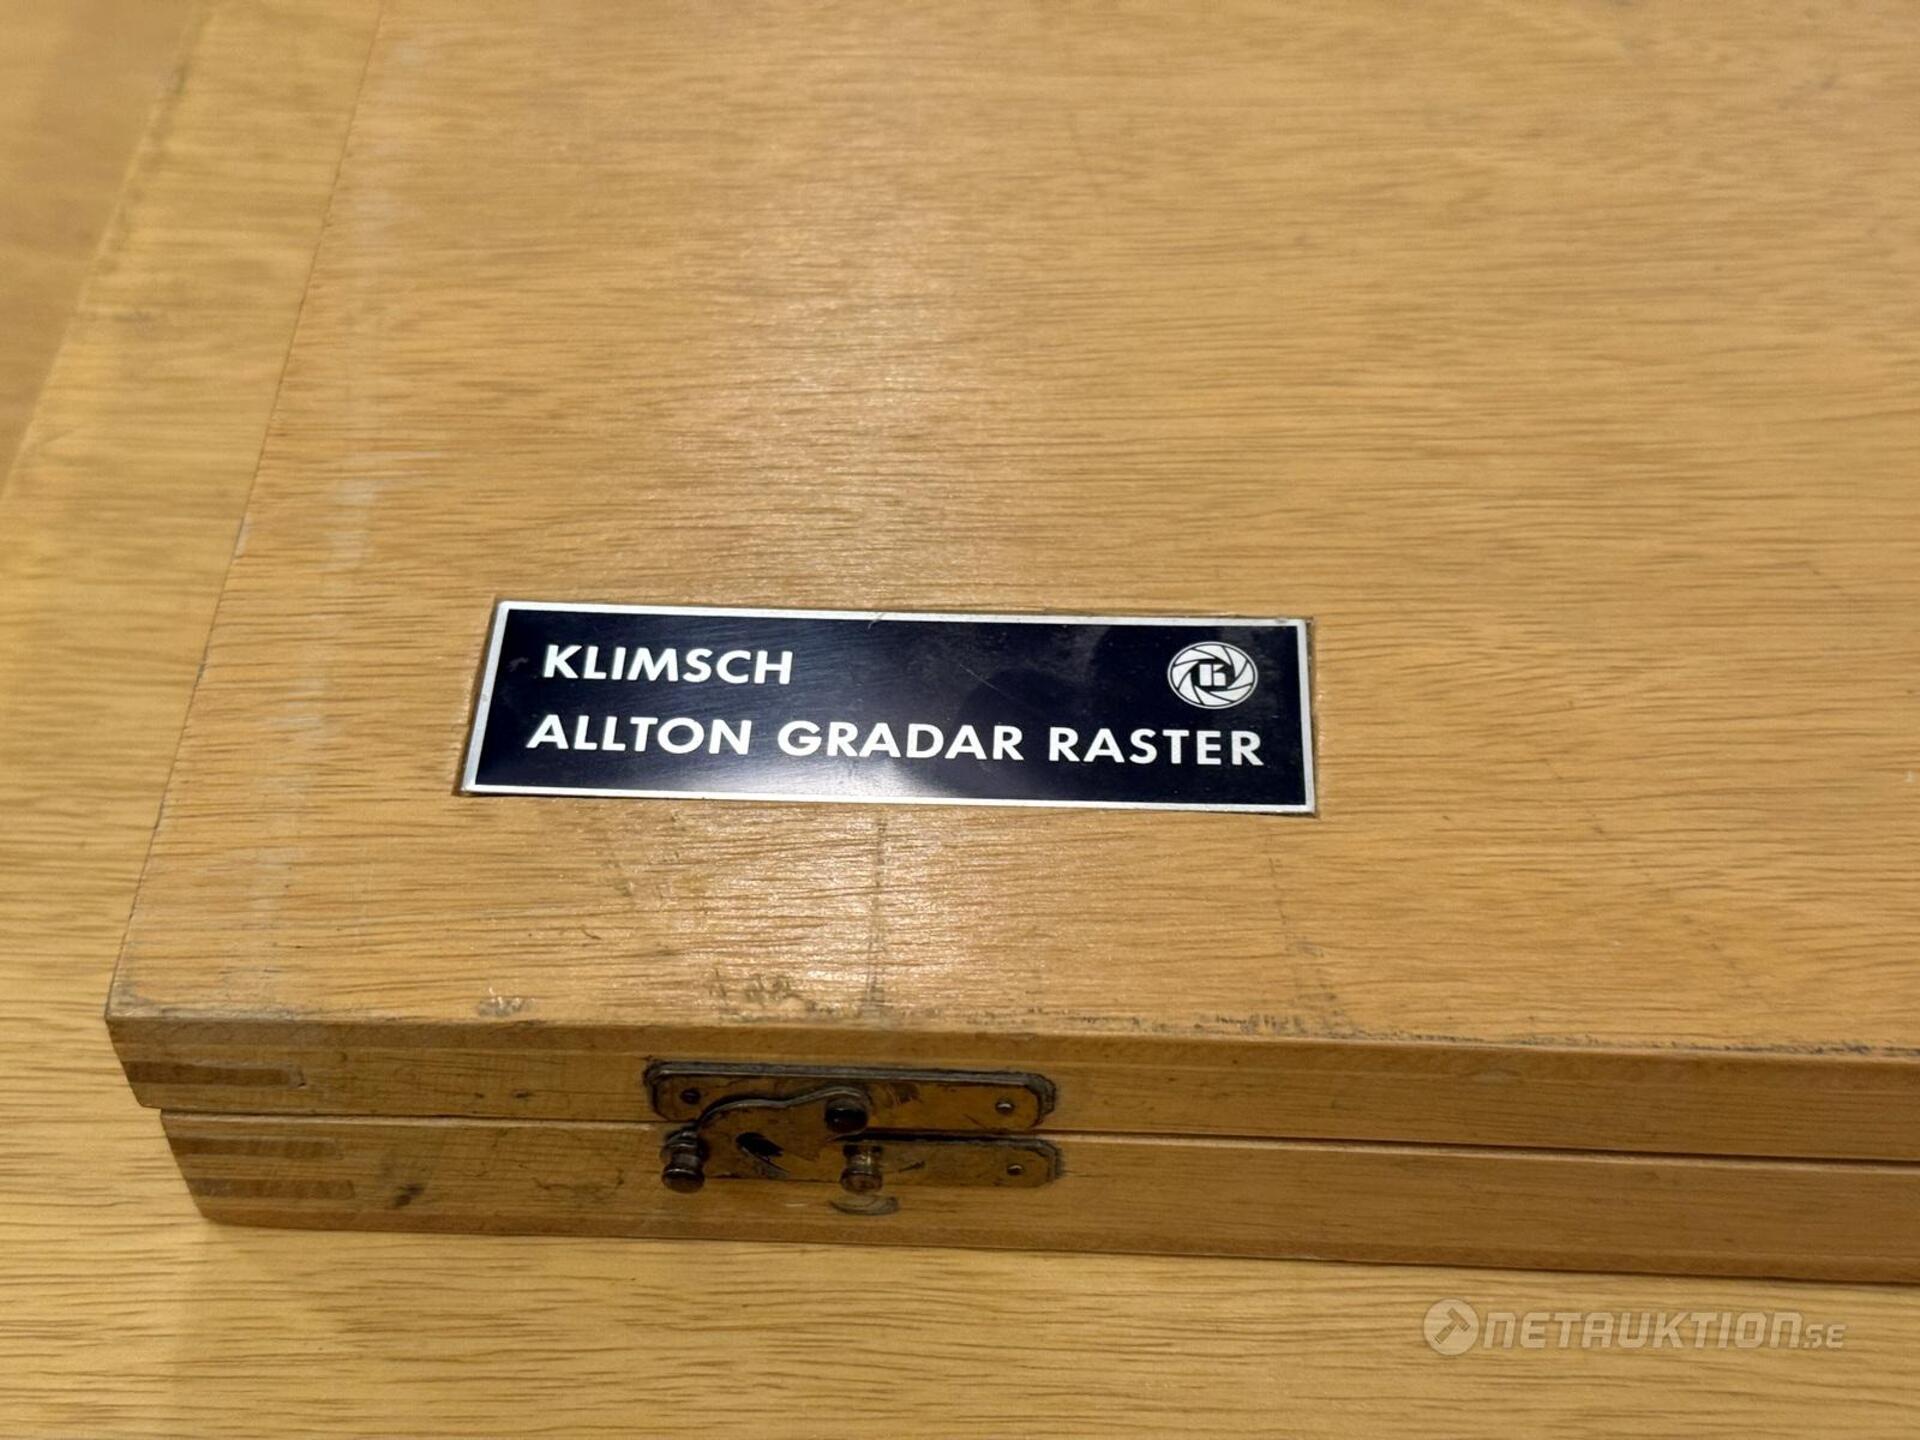 KLIMSCH
ALLTON GRADAR RASTER
NETAUKTION.SE